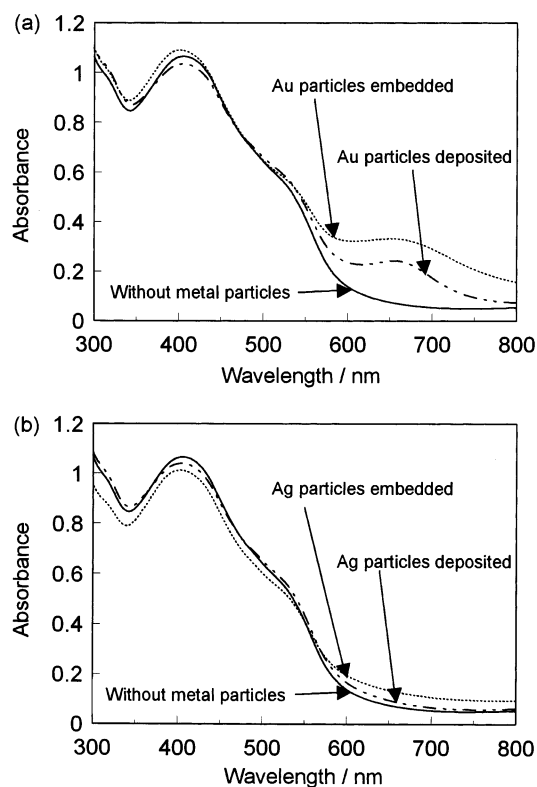 (a)
1.2
1
0.8
0.6
0.4
0.2
0
Absorbance
Au particles embedded
Au particles deposited
Without metal particles
300 400 500 600 700 800
Wavelength / nm
(b)
1.2
1
0.8
0.6
0.4
0.2
0
Absorbance
Ag particles embedded
Ag particles deposited
Without metal particles
300 400 500 600 700 800
Wavelength / nm